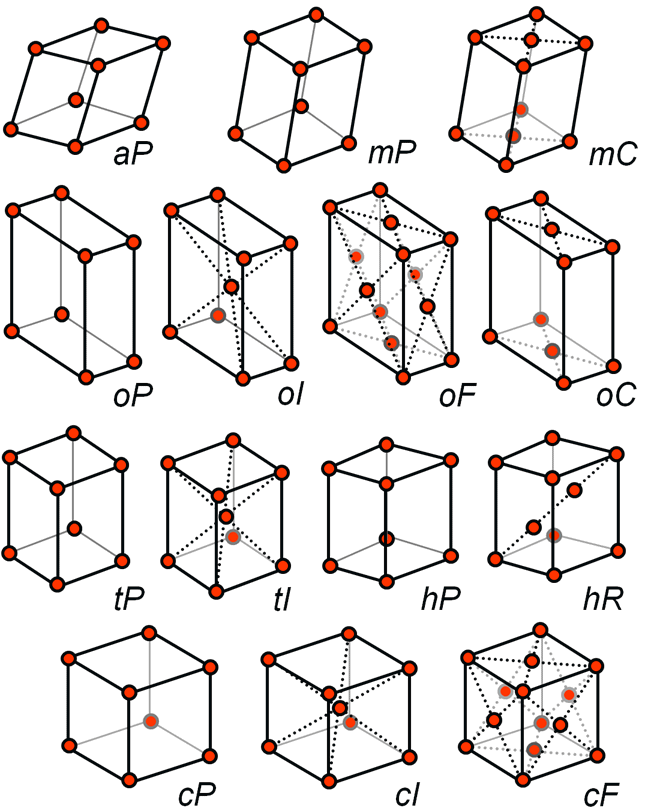 aP mP mC
oP oI oF oC
tP tI hP hR
cP cI cF